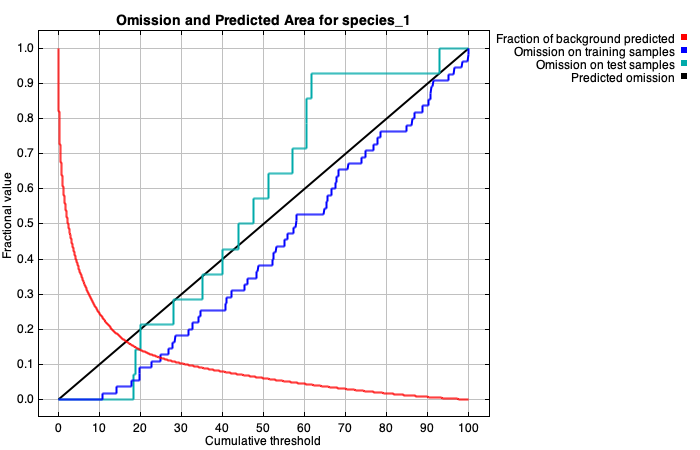 Omission and Predicted Area for species_1
Fraction of background predicted
Omission on training samples
Omission on test samples
Predicted omission
Fractional value
1.0
0.9
0.8
0.7
0.6
0.5
0.4
0.3
0.2
0.1
0.0
0 10 20 30 40 50 60 70 80 90 100
Cumulative threshold